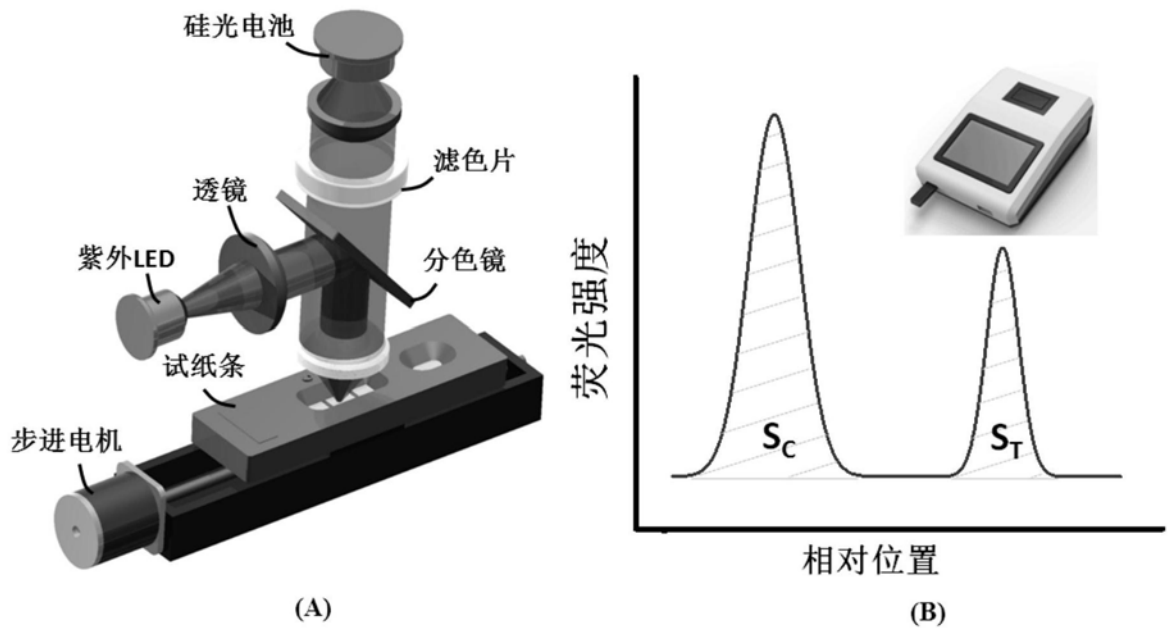 硅光电池
滤色片
透镜
紫外LED
分色镜
试纸条
步进电机
(A)
荧光强度
SC
ST
相对位置
(B)